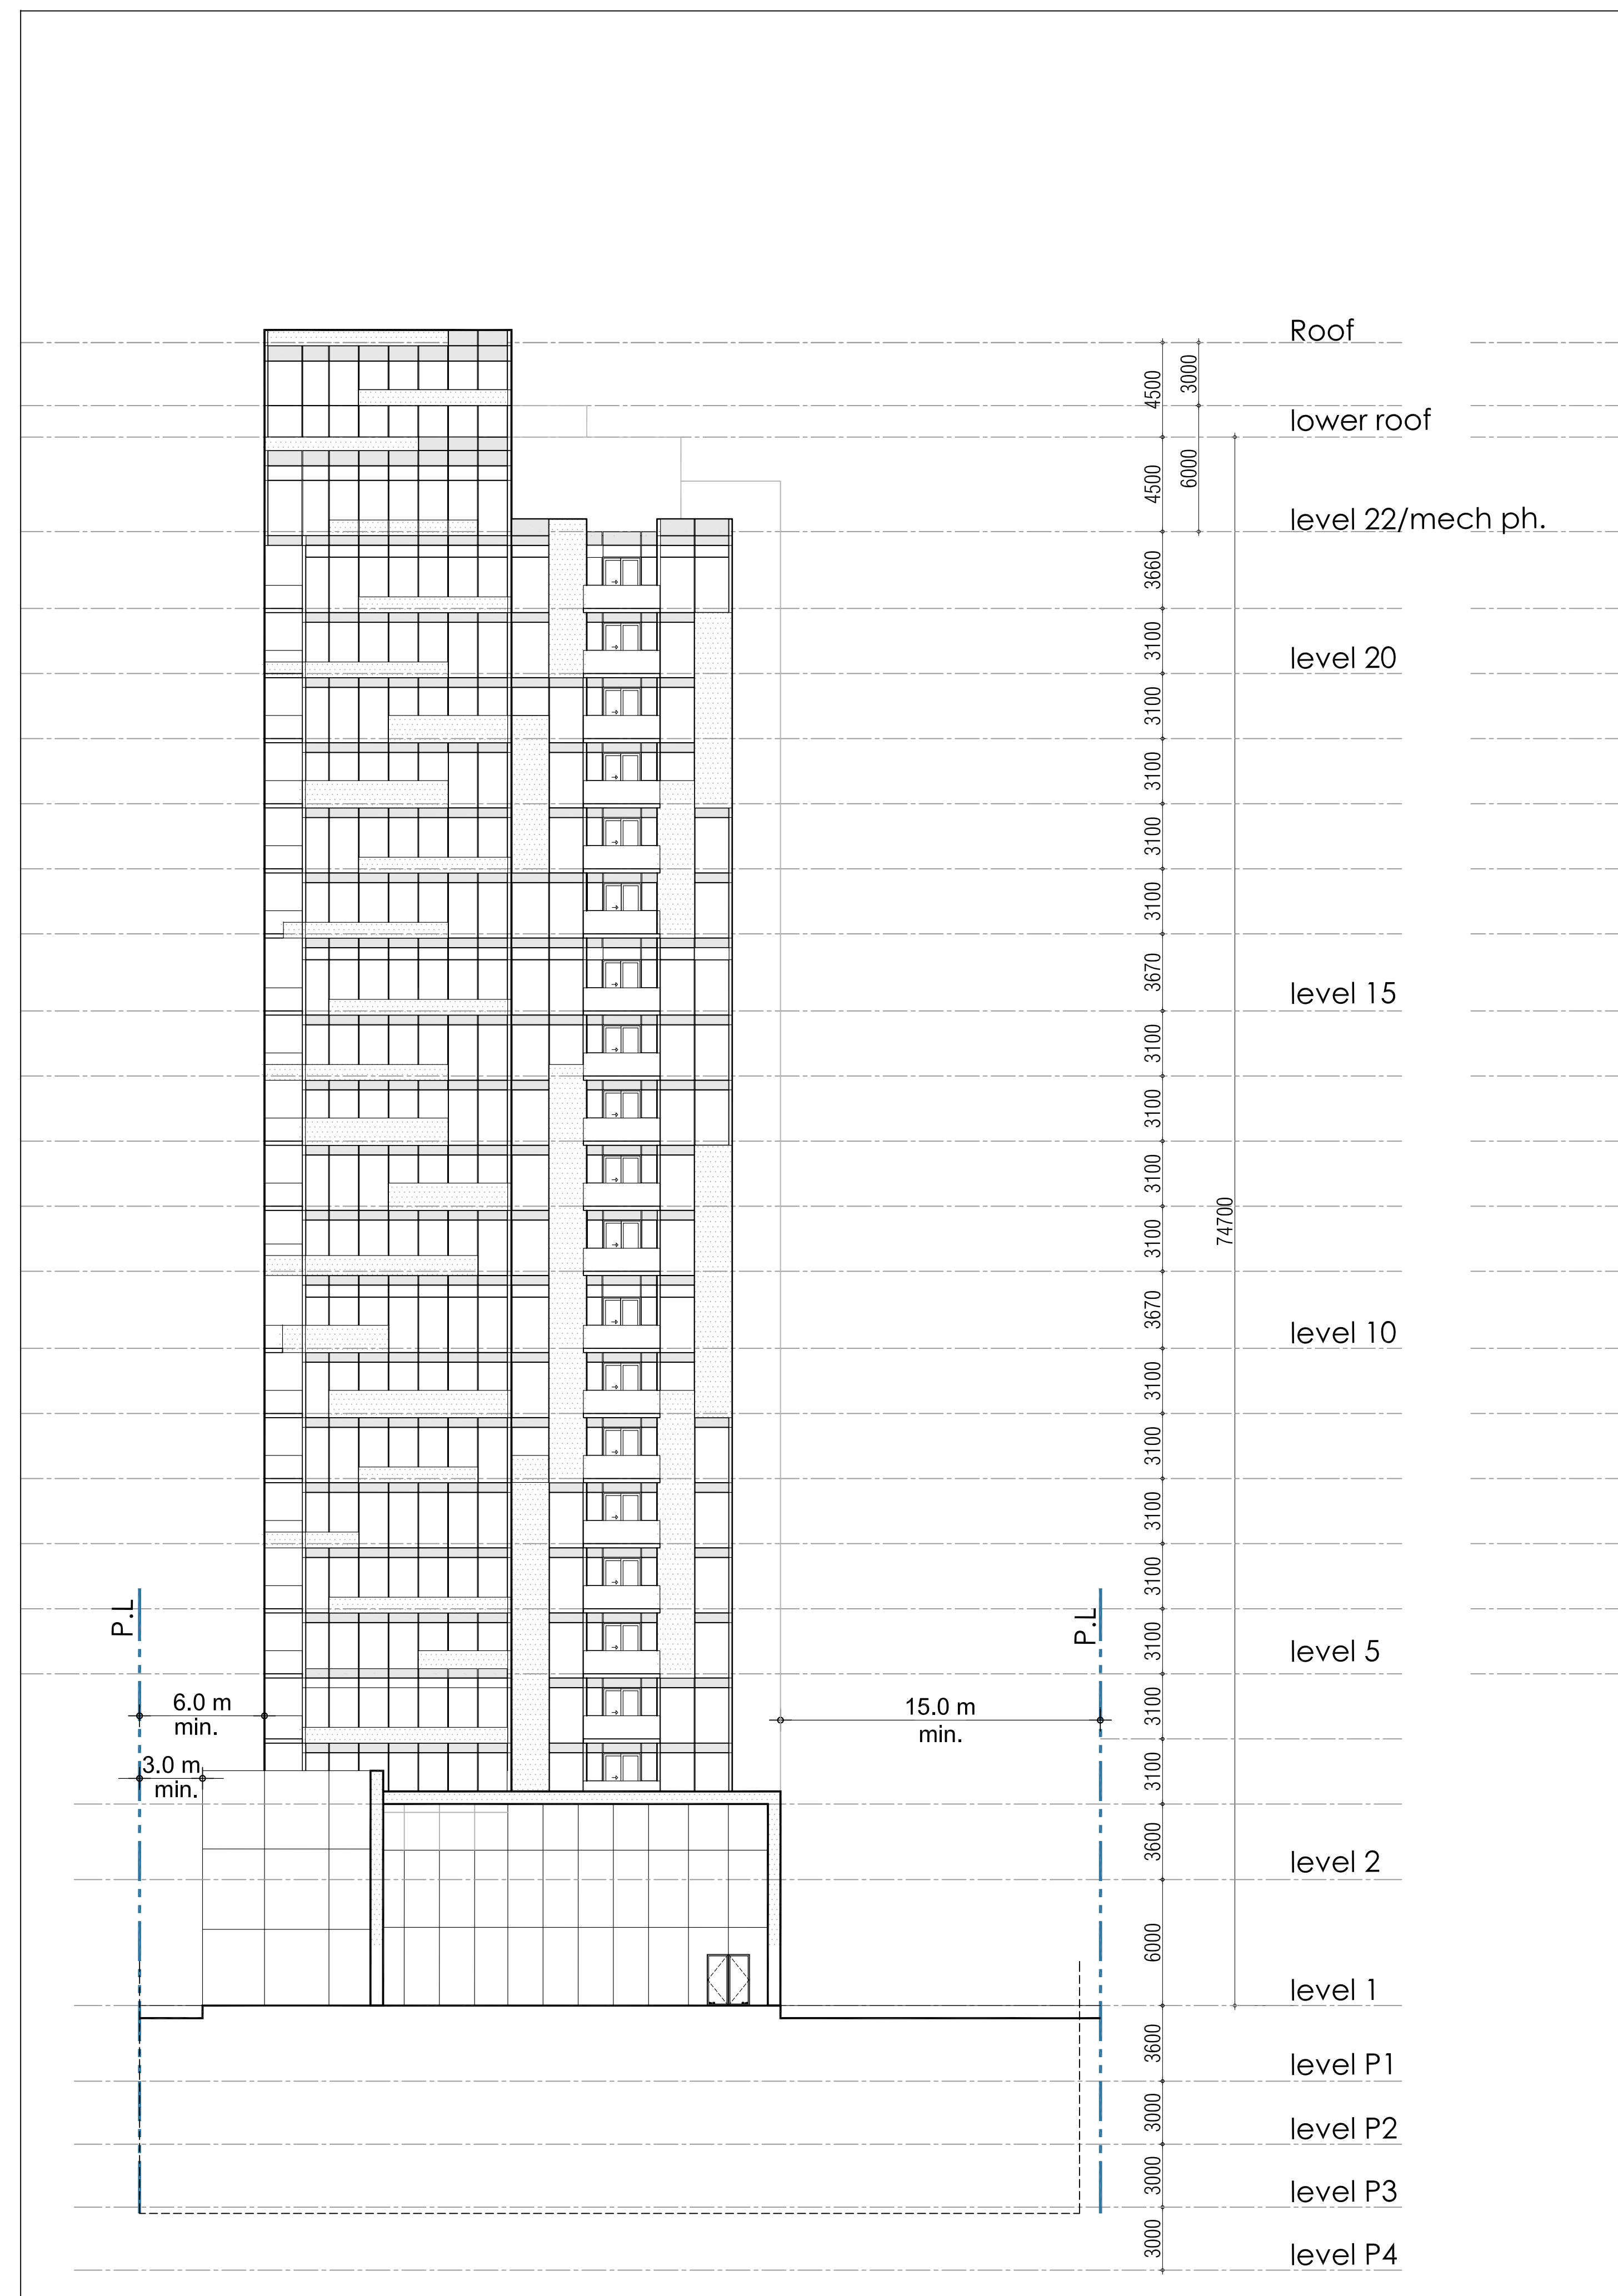 Roof
3000
4500
lower roof
6000
4500
level 22/mech ph.
3660
3100
level 20
3100
3100
3100
3100
3670
level 15
3100
3100
3100
74700
3100
3670
level 10
3100
3100
3100
3100
P.L
P.L
3100
level 5
6.0 m
min.
15.0 m
min.
3100
3.0 m
min.
3100
3600
level 2
6000
level 1
3600
level P1
3000
level P2
3000
level P3
3000
level P4